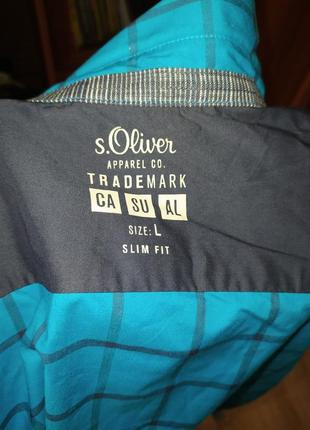 s.Oliver
APPAREL CO.
TRADEMARK
CA SU AL
SIZE: L
SLIM FIT